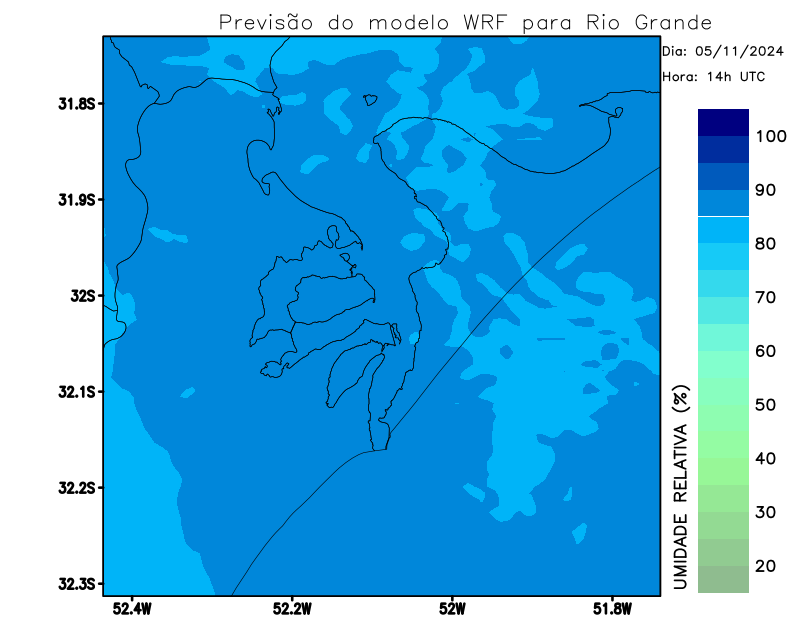 Previsão do modelo WRF para Rio Grande
Dia: 05/11/2024
Hora: 14h UTC
31.8S
31.9S
32S
32.1S
32.2S
32.3S
52.4W
52.2W
52W
51.8W
UMIDADE RELATIVA (%)
100
90
80
70
60
50
40
30
20